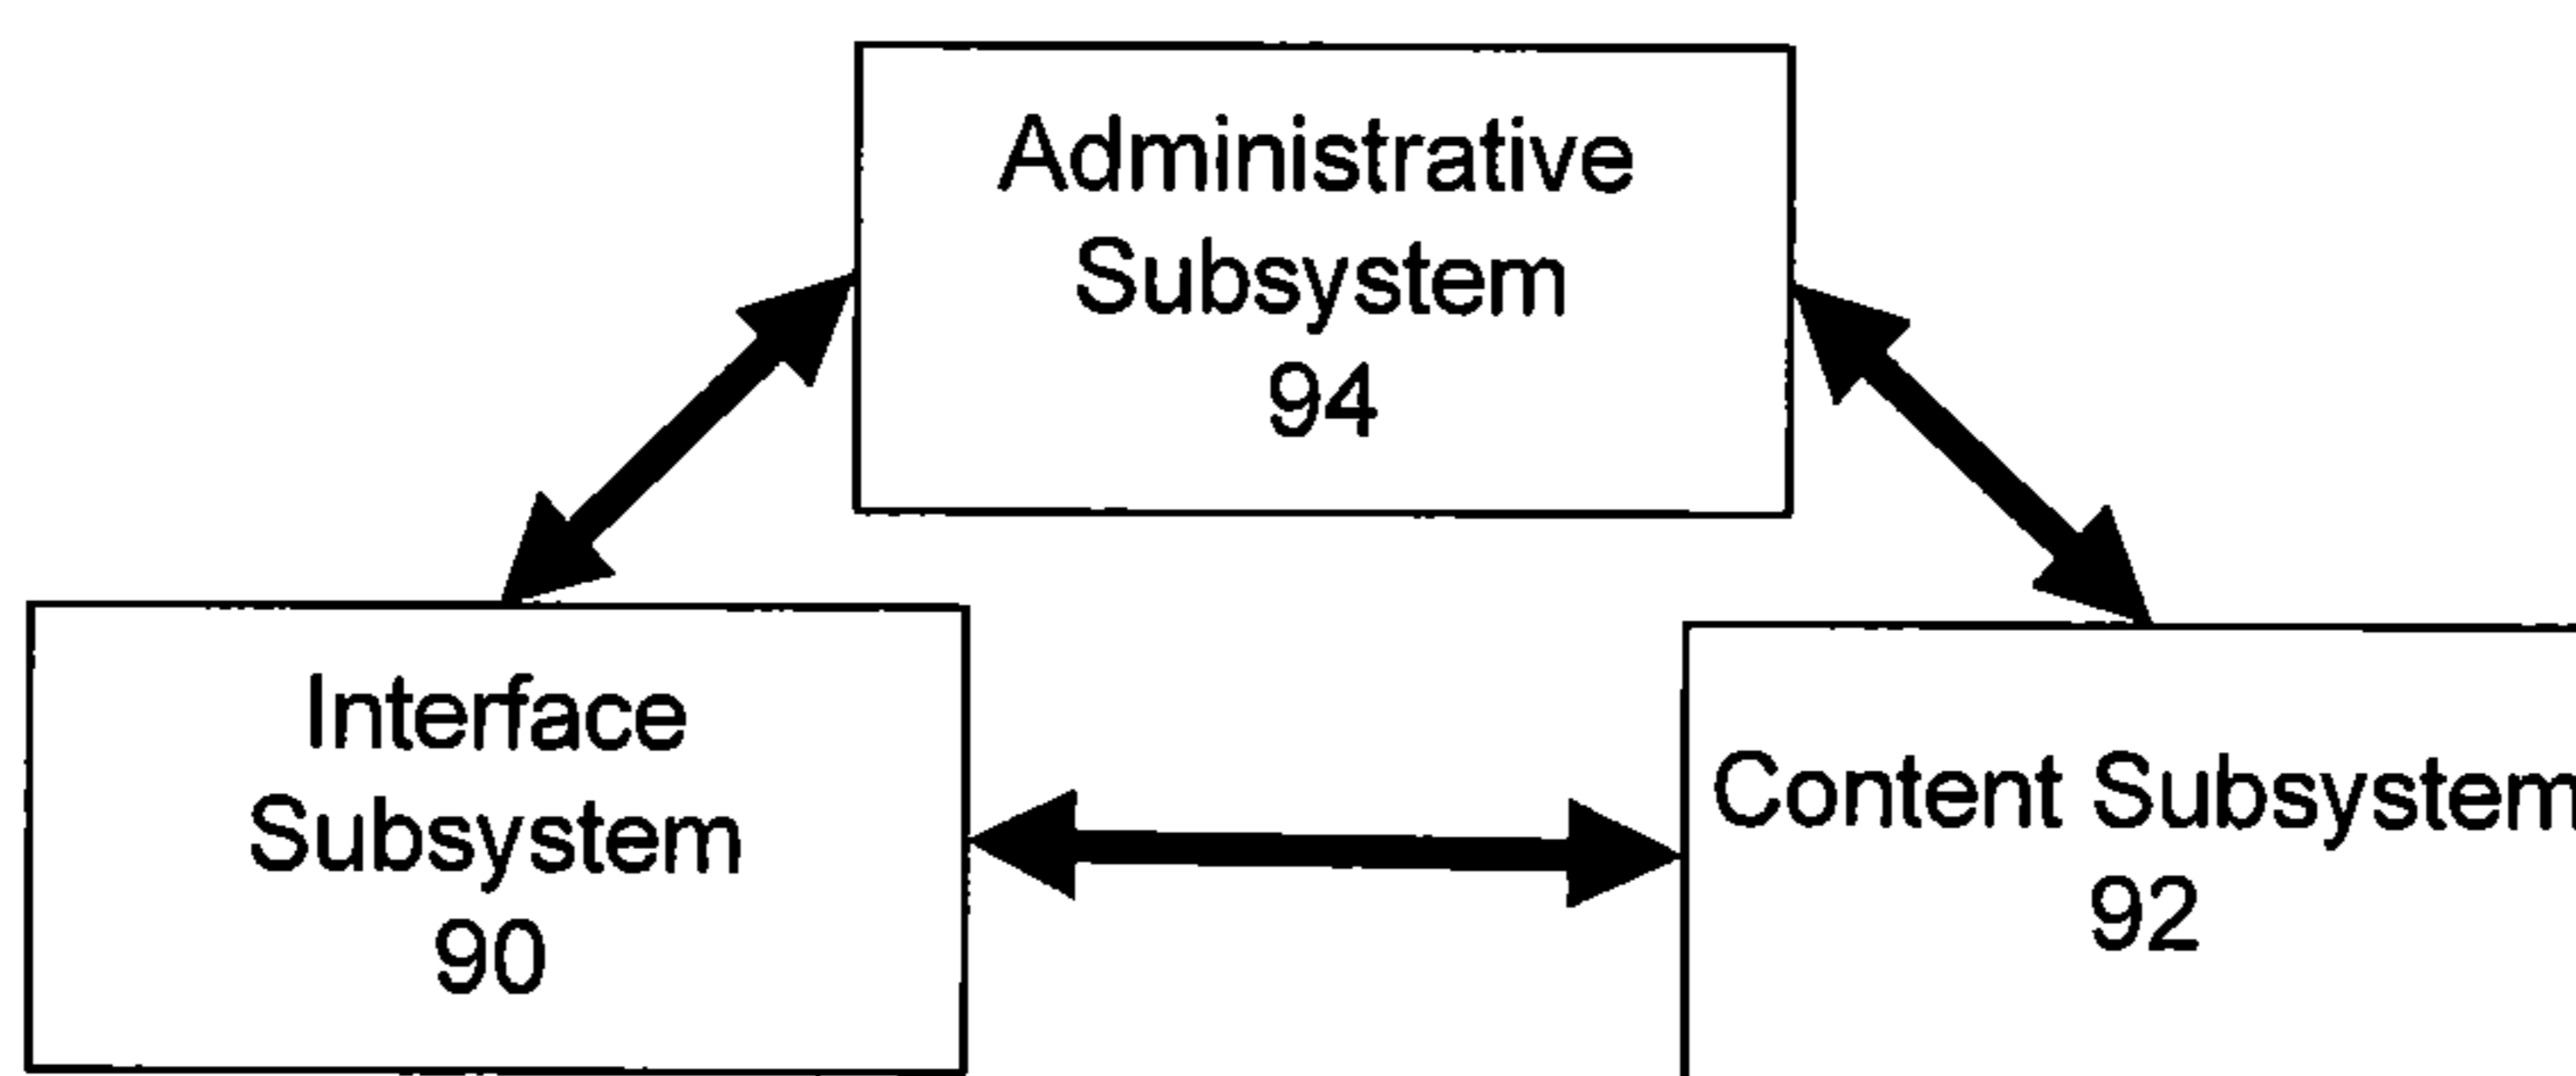 Administrative
Subsystem
94
Interface
Subsystem
90
Content Subsystem
92